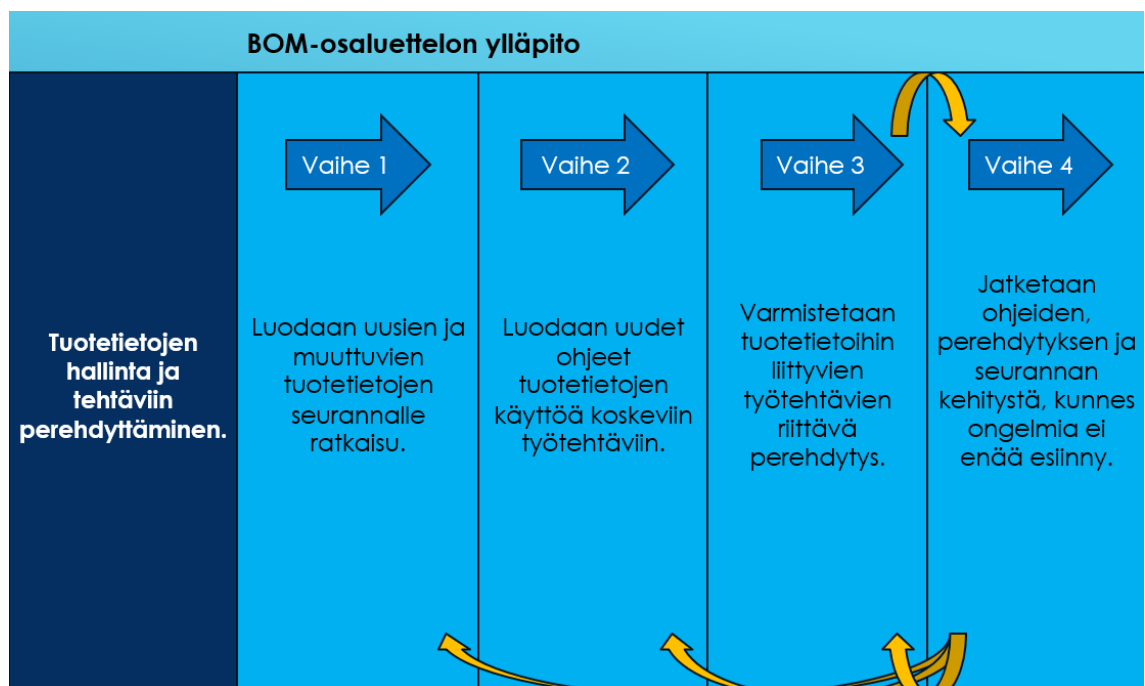 BOM-osaluettelon ylläpito
Vaihe 1
Vaihe 2
Vaihe 3
Vaihe 4
Tuotetietojen
hallinta ja
tehtäviin
perehdyttäminen.
Luodaan uusien ja
muuttuvien
tuotetietojen
seurannalle
ratkaisu.
Luodaan uudet
ohjeet
tuotetietojen
käyttöä koskeviin
työtehtäviin.
Varmistetaan
tuotetietoihin
liittyvien
työtehtävien
riittävä
perehdytys.
Jatketaan
ohjeiden,
perehdytyksen ja
seurannan
kehitystä, kunnes
ongelmia ei
enää esiinny.